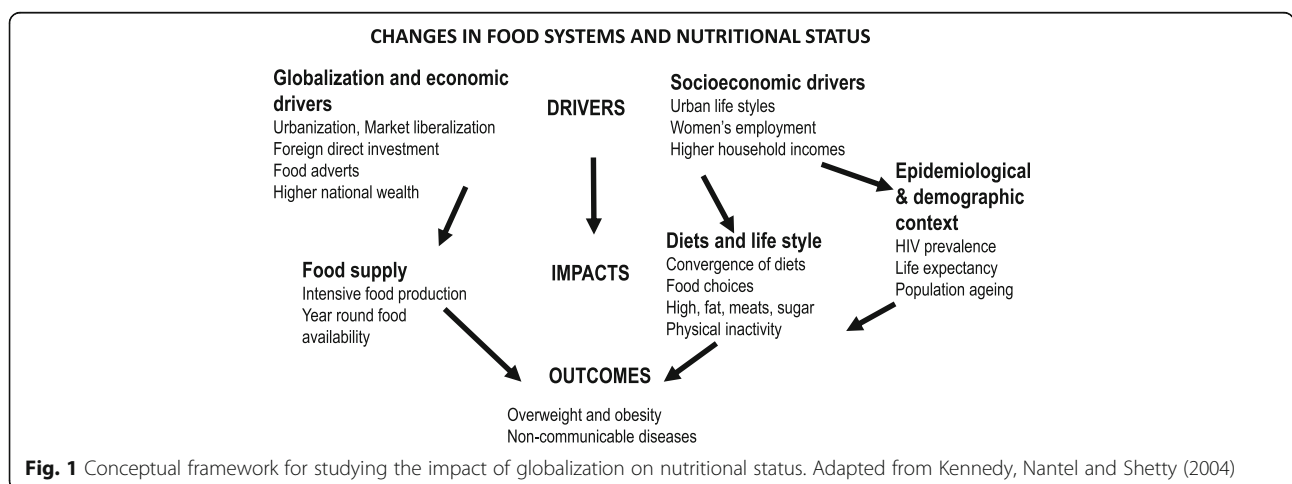 CHANGES IN FOOD SYSTEMS AND NUTRITIONAL STATUS
Globalization and economic
drivers
Urbanization, Market liberalization
Foreign direct investment
Food adverts
Higher national wealth
DRIVERS
Socioeconomic drivers
Urban life styles
Women's employment
Higher household incomes
Epidemiological
& demographic
context
HIV prevalence
Life expectancy
Population ageing
Food supply
Intensive food production
Year round food
availability
IMPACTS
Diets and life style
Convergence of diets
Food choices
High, fat, meats, sugar
Physical inactivity
OUTCOMES
Overweight and obesity
Non-communicable diseases
Fig. 1 Conceptual framework for studying the impact of globalization on nutritional status. Adapted from Kennedy, Nantel and Shetty (2004)